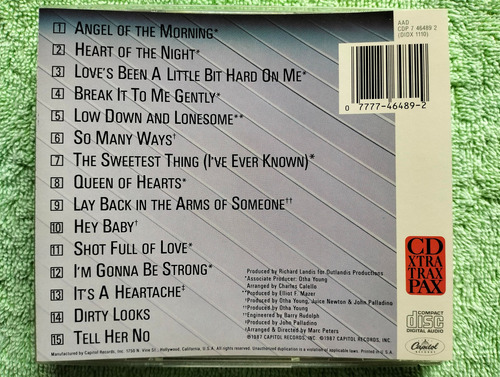 1 ANGEL OF THE MORNING*
2 HEART OF THE NIGHT*
3 LOVE'S BEEN A LITTLE BIT HARD ON ME*
4 BREAK IT TO ME GENTLY*
5 LOW DOWN AND LONESOME**
6 SO MANY WAYS†
7 THE SWEETEST THING (I'VE EVER KNOWN)*
8 QUEEN OF HEARTS*
9 LAY BACK IN THE ARMS OF SOMEONE††
10 HEY BABY†
11 SHOT FULL OF LOVE*
12 I'M GONNA BE STRONG*
13 IT'S A HEARTACHE‡
14 DIRTY LOOKS
15 TELL HER NO
AAD
CDP 7 46489 2
(DIDX 1110)
0 7777-46489-2
CD
XTRA
TRAX
PAX
Produced by Richard Landis for Outlandis Productions
*Associate Producer: Otha Young
Arranged by Charles Calello
**Produced by Elliot F. Mazer
†Produced by Otha Young, Juice Newton & John Palladino
Produced by Otha Young
††Engineered by Barry Rudolph
Produced by John Palladino
Arranged & Directed by Marc Peters
©1987 CAPITOL RECORDS, INC. ℗1987 CAPITOL RECORDS, INC.
COMPACT
disc
DIGITAL AUDIO
Capitol
Manufactured by Capitol Records, Inc. 1750 N. Vine St., Hollywood, California, U.S.A. All rights reserved. Unauthorized duplication is a violation of applicable laws. Printed in U.S.A.